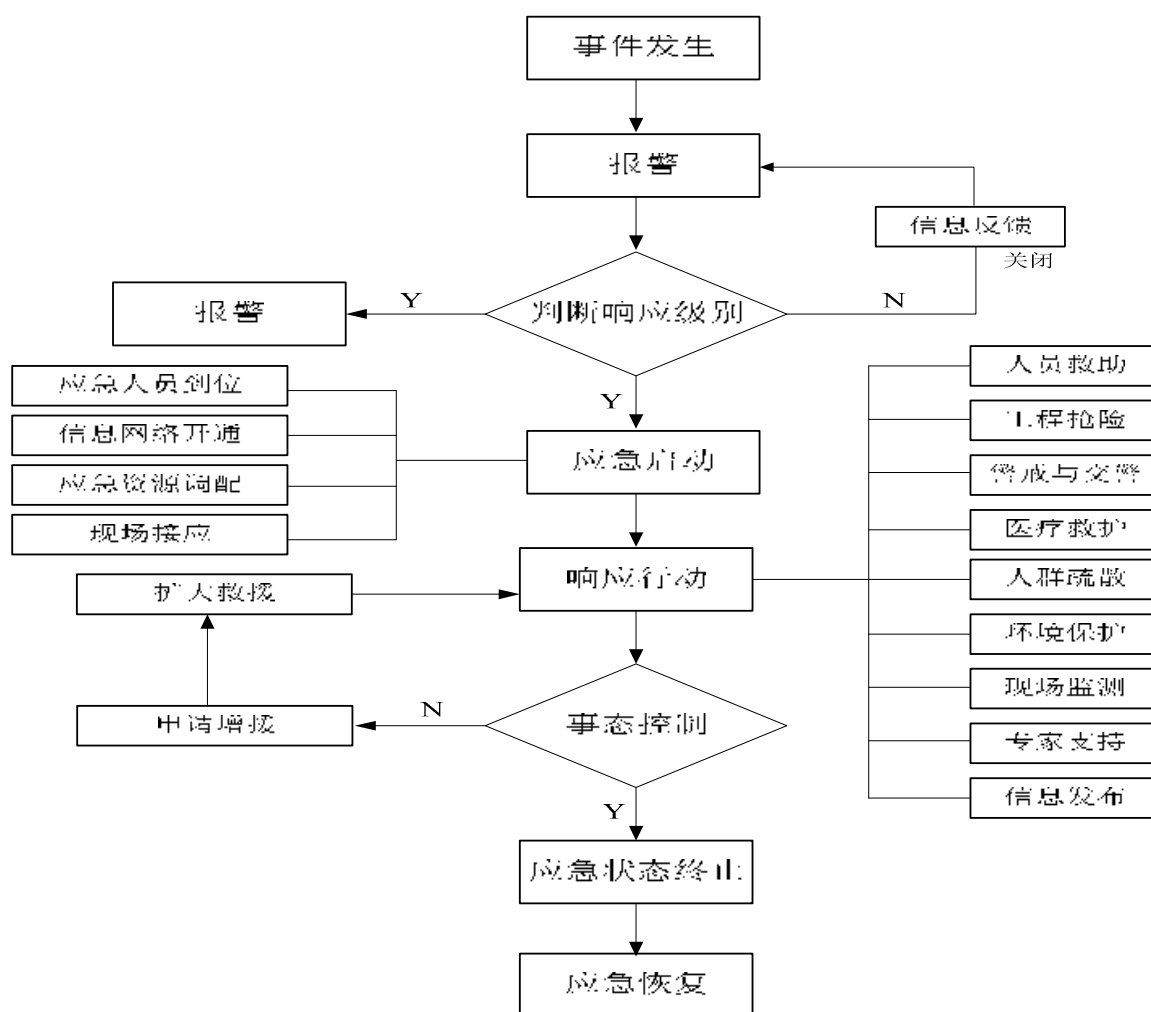 事件发生
报警
信息反馈
关闭
报警
Y
判断响应级别
N
Y
应急人员到位
信息网络开通
应急资源调配
现场接应
应急启动
人员救助
工程抢险
警戒与交警
医疗救护
人群疏散
环境保护
现场监测
专家支持
信息发布
扩大救援
响应行动
申请增援
N
事态控制
Y
应急状态终止
应急恢复